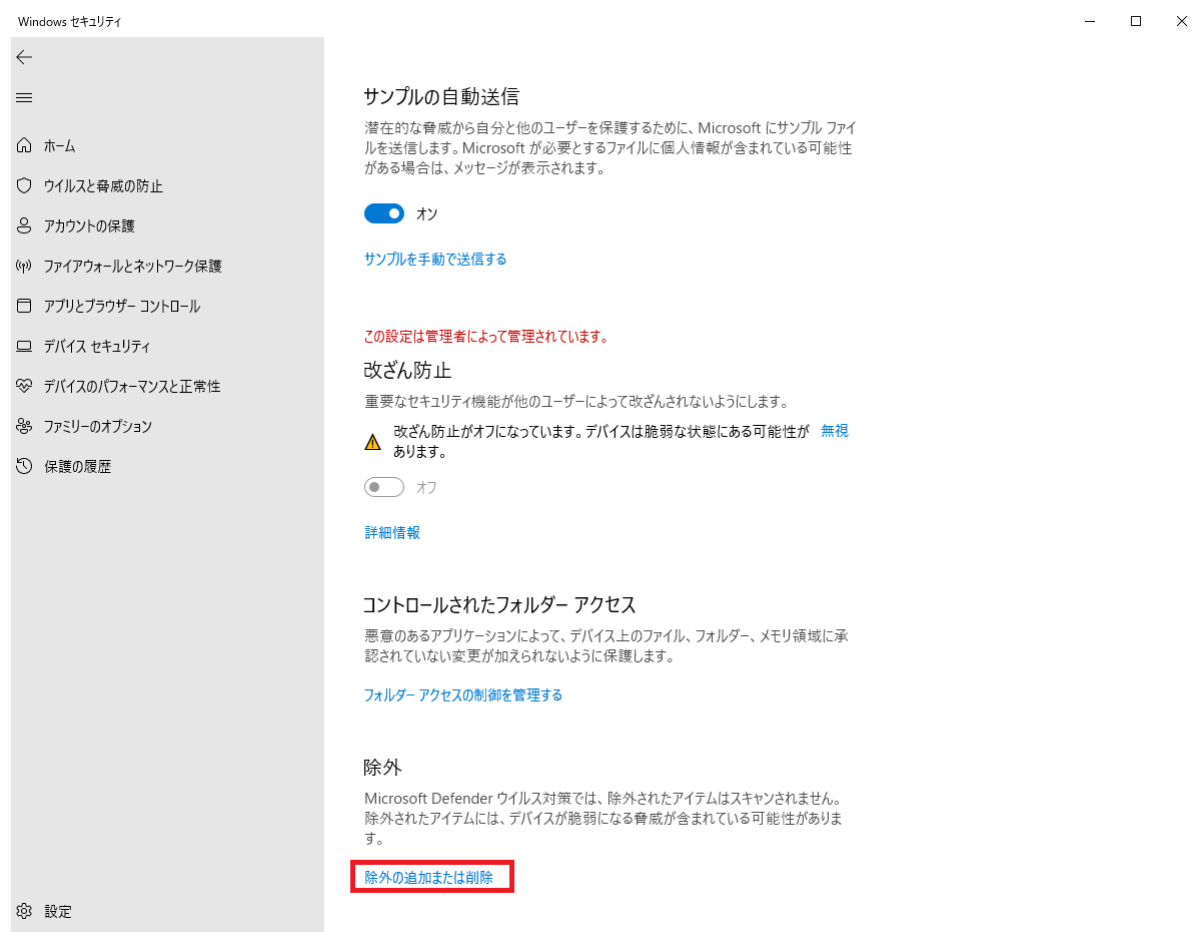 Windows セキュリティ
ホーム
ウイルスと脅威の防止
アカウントの保護
ファイアウォールとネットワーク保護
アプリとブラウザー コントロール
デバイス セキュリティ
デバイスのパフォーマンスと正常性
ファミリーのオプション
保護の履歴
設定
サンプルの自動送信
潜在的な脅威から自分と他のユーザーを保護するために、Microsoft にサンプル ファイ
ルを送信します。Microsoft が必要とするファイルに個人情報が含まれている可能性
がある場合は、メッセージが表示されます。
オン
サンプルを手動で送信する
この設定は管理者によって管理されています。
改ざん防止
重要なセキュリティ機能が他のユーザーによって改ざんされないようにします。
改ざん防止がオフになっています。デバイスは脆弱な状態にある可能性が 無視
あります。
オフ
詳細情報
コントロールされたフォルダー アクセス
悪意のあるアプリケーションによって、デバイス上のファイル、フォルダー、メモリ領域に承
認されていない変更が加えられないように保護します。
フォルダー アクセスの制御を管理する
除外
Microsoft Defender ウイルス対策では、除外されたアイテムはスキャンされません。
除外されたアイテムには、デバイスが脆弱になる脅威が含まれている可能性がありま
す。
除外の追加または削除